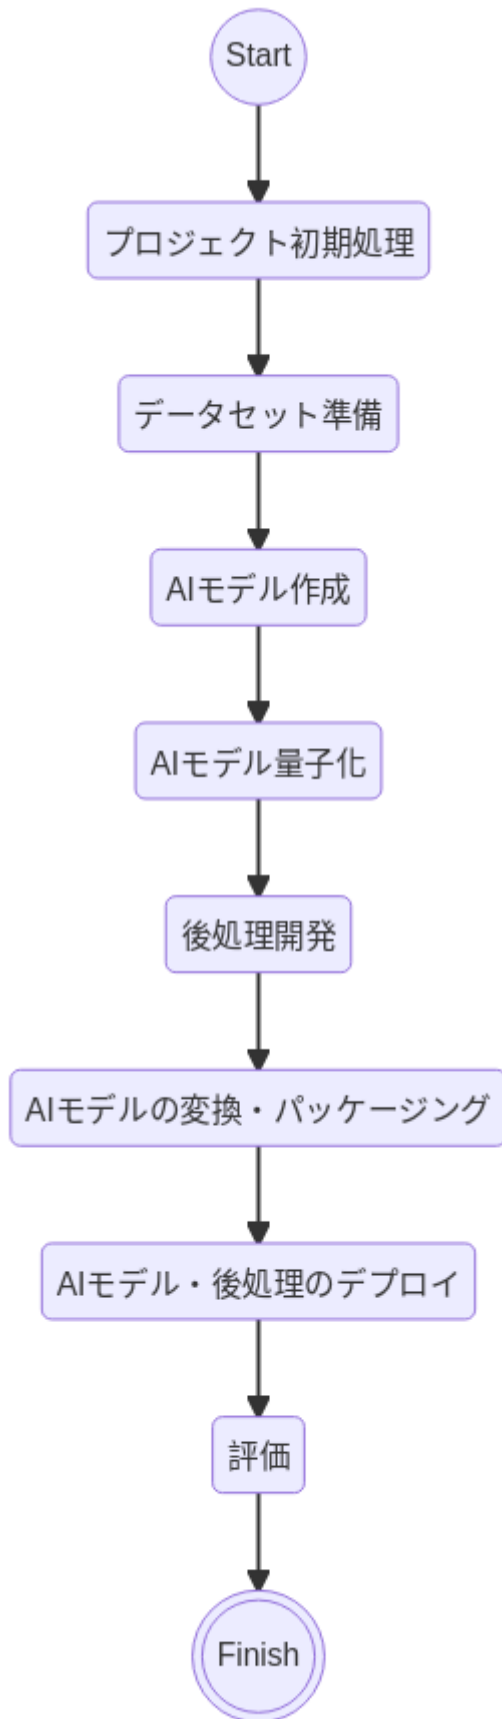 Start
プロジェクト初期処理
データセット準備
AIモデル作成
AIモデル量子化
後処理開発
AIモデルの変換・パッケージング
AIモデル・後処理のデプロイ
評価
Finish